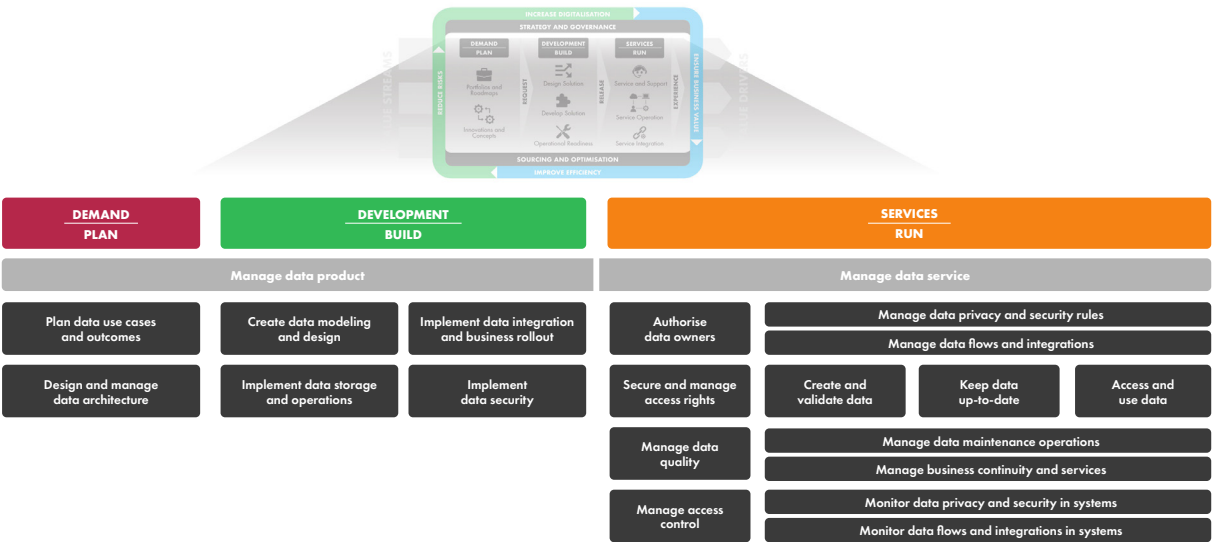 INCREASE DIGITALISATION
STRATEGY AND GOVERNANCE
DEMAND
PLAN
DEVELOPMENT
BUILD
SERVICES
RUN
REDUCE RISKS
Portfolios and
Roadmaps
Innovations and
Concepts
REQUEST
Design Solution
Develop Solution
Operational Readiness
RELEASE
Service and Support
Service Operation
Service Integration
EXPERIENCE
ENSURE BUSINESS VALUE
STREAMS
DRIVERS
SOURCING AND OPTIMISATION
IMPROVE EFFICIENCY
DEMAND
PLAN
DEVELOPMENT
BUILD
SERVICES
RUN
Manage data product
Manage data service
Plan data use cases
and outcomes
Create data modeling
and design
Implement data integration
and business rollout
Authorise
data owners
Manage data privacy and security rules
Manage data flows and integrations
Design and manage
data architecture
Implement data storage
and operations
Implement
data security
Secure and manage
access rights
Create and
validate data
Keep data
up-to-date
Access and
use data
Manage data
quality
Manage data maintenance operations
Manage business continuity and services
Manage access
control
Monitor data privacy and security in systems
Monitor data flows and integrations in systems